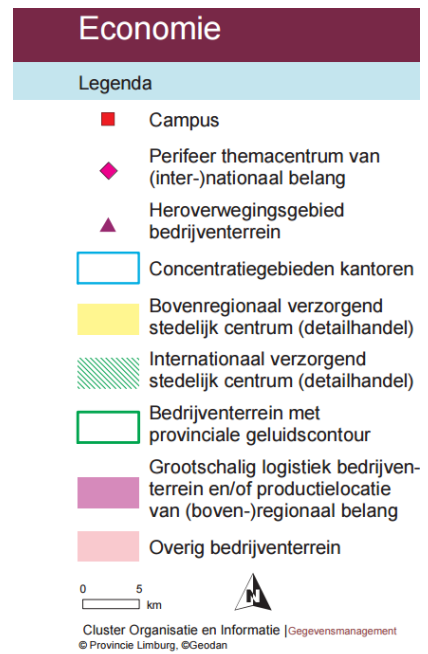 Economie
Legenda
Campus
Perifeer themacentrum van
(inter-)nationaal belang
Heroverwegingsgebied
bedrijventerrein
Concentratiegebieden kantoren
Bovenregionaal verzorgend
stedelijk centrum (detailhandel)
Internationaal verzorgend
stedelijk centrum (detailhandel)
Bedrijventerrein met
provinciale geluidscontour
Grootschalig logistiek bedrijven-
terrein en/of productielocatie
van (boven-)regionaal belang
Overig bedrijventerrein
0 5
km
N
Cluster Organisatie en Informatie |Gegevensmanagement
© Provincie Limburg, ©Geodan